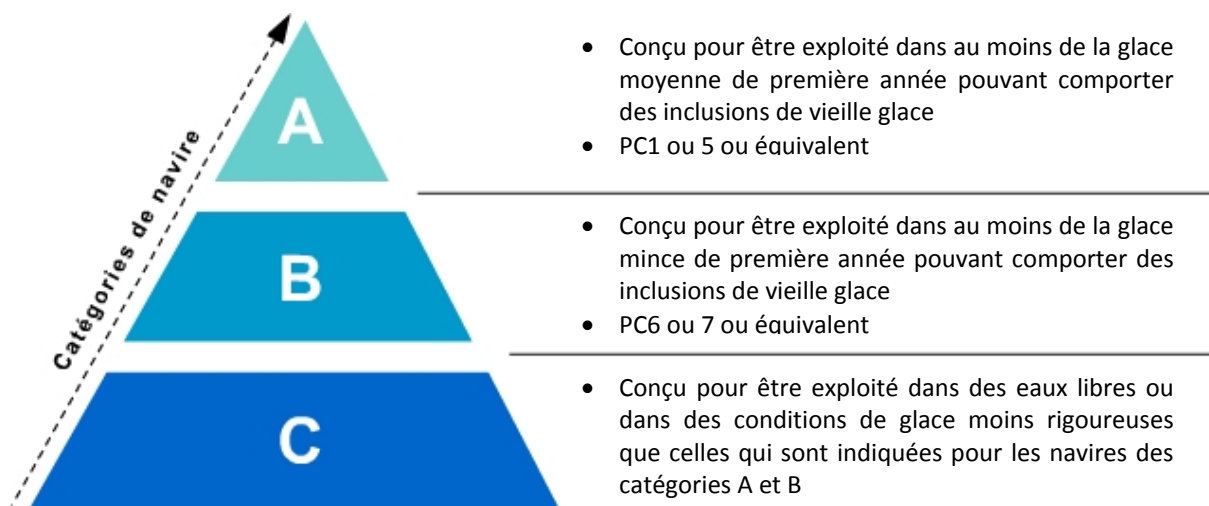 Catégories de navire
A
• Conçu pour être exploité dans au moins de la glace
moyenne de première année pouvant comporter
des inclusions de vieille glace
• PC1 ou 5 ou équivalent
B
• Conçu pour être exploité dans au moins de la glace
mince de première année pouvant comporter des
inclusions de vieille glace
• PC6 ou 7 ou équivalent
C
• Conçu pour être exploité dans des eaux libres ou
dans des conditions de glace moins rigoureuses
que celles qui sont indiquées pour les navires des
catégories A et B